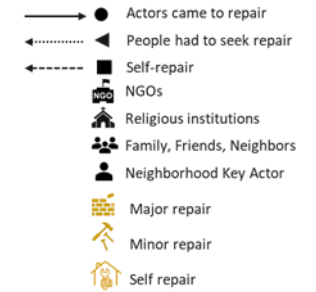 Actors came to repair
People had to seek repair
Self-repair
NGO NGOs
Religious institutions
Family, Friends, Neighbors
Neighborhood Key Actor
Major repair
Minor repair
Self repair